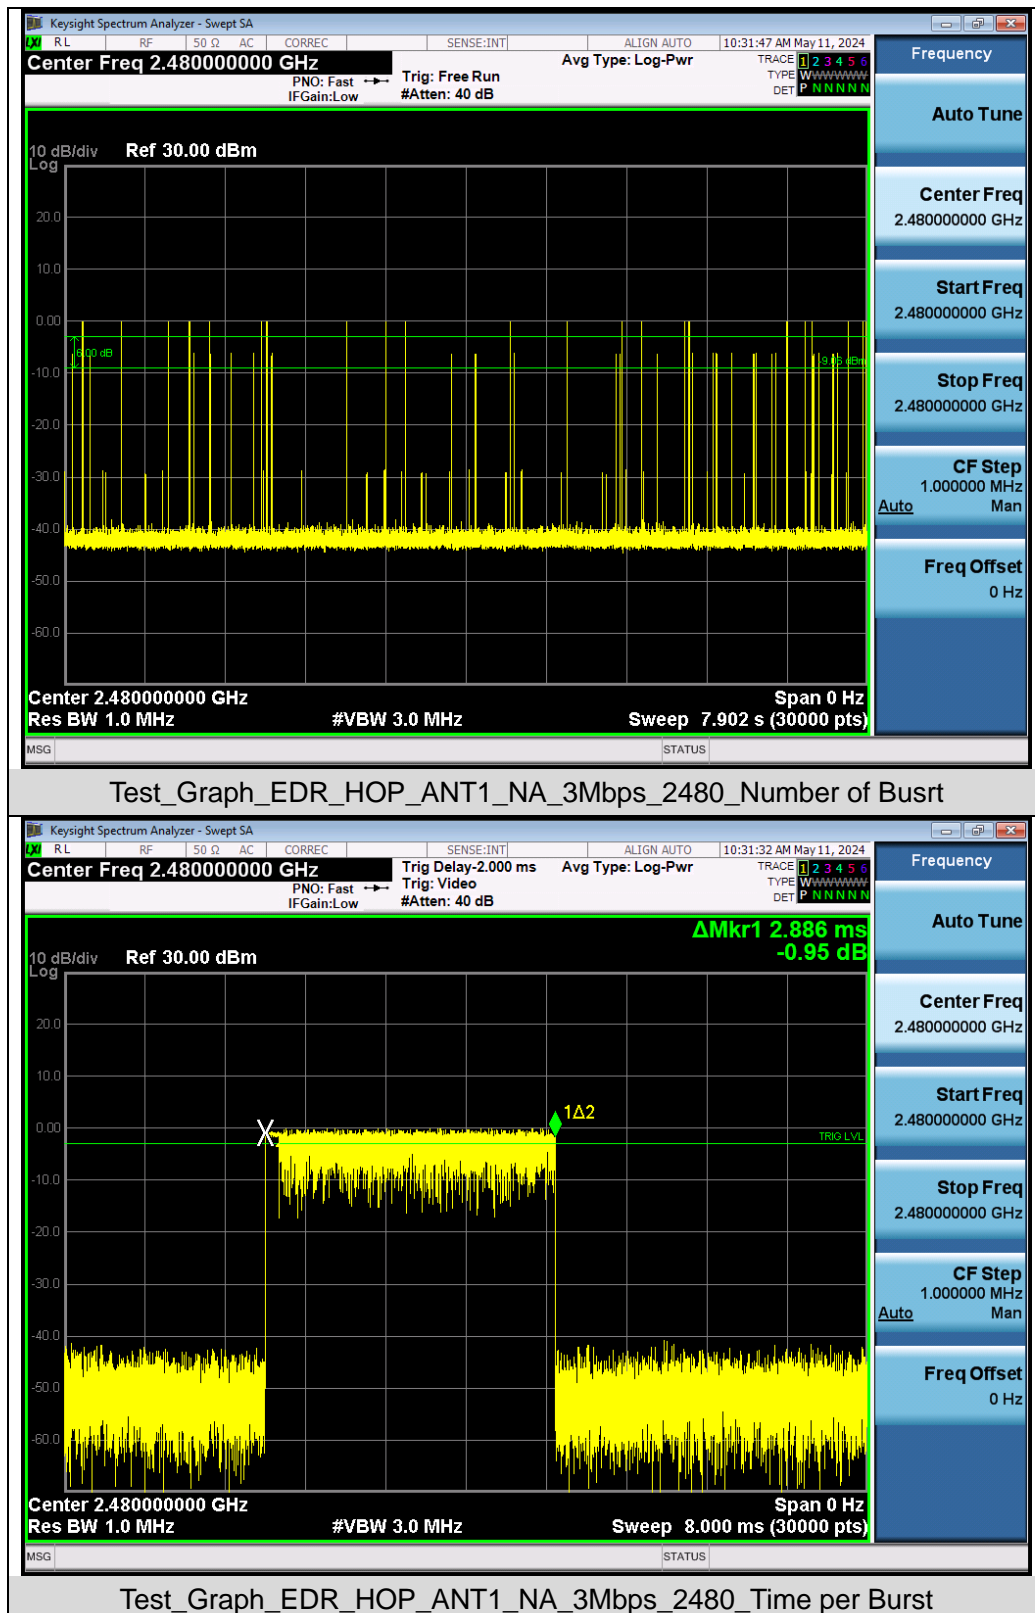 Keysight Spectrum Analyzer - Swept SA
LXI RL RF 50 Ω AC CORREC SENSE:INT ALIGN AUTO 10:31:47 AM May 11, 2024
Center Freq 2.480000000 GHz
PNO: Fast
IFGain:Low
Trig: Free Run
#Atten: 40 dB
Avg Type: Log-Pwr
TRACE 1 2 3 4 5 6
TYPE WWWWWW
DET P N N N N N
10 dB/div Ref 30.00 dBm
Log
20.0
10.0
0.00
6.00 dB
-9.06 dBm
-10.0
-20.0
-30.0
-40.0
-50.0
-60.0
Center 2.480000000 GHz Span 0 Hz
Res BW 1.0 MHz #VBW 3.0 MHz Sweep 7.902 s (30000 pts)
MSG STATUS
Frequency
Auto Tune
Center Freq
2.480000000 GHz
Start Freq
2.480000000 GHz
Stop Freq
2.480000000 GHz
CF Step
1.000000 MHz
Auto Man
Freq Offset
0 Hz
Test_Graph_EDR_HOP_ANT1_NA_3Mbps_2480_Number of Busrt
Keysight Spectrum Analyzer - Swept SA
LXI RL RF 50 Ω AC CORREC SENSE:INT ALIGN AUTO 10:31:32 AM May 11, 2024
Center Freq 2.480000000 GHz
PNO: Fast
IFGain:Low
Trig Delay-2.000 ms
Trig: Video
#Atten: 40 dB
Avg Type: Log-Pwr
TRACE 1 2 3 4 5 6
TYPE WWWWWW
DET P N N N N N
ΔMkr1 2.886 ms
-0.95 dB
10 dB/div Ref 30.00 dBm
Log
20.0
10.0
0.00
X
1Δ2
TRIG LVL
-10.0
-20.0
-30.0
-40.0
-50.0
-60.0
Center 2.480000000 GHz Span 0 Hz
Res BW 1.0 MHz #VBW 3.0 MHz Sweep 8.000 ms (30000 pts)
MSG STATUS
Frequency
Auto Tune
Center Freq
2.480000000 GHz
Start Freq
2.480000000 GHz
Stop Freq
2.480000000 GHz
CF Step
1.000000 MHz
Auto Man
Freq Offset
0 Hz
Test_Graph_EDR_HOP_ANT1_NA_3Mbps_2480_Time per Burst